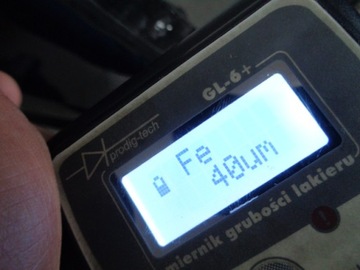 prodig-tech
GL-6+
Fe
40um
miernik grubości lakieru